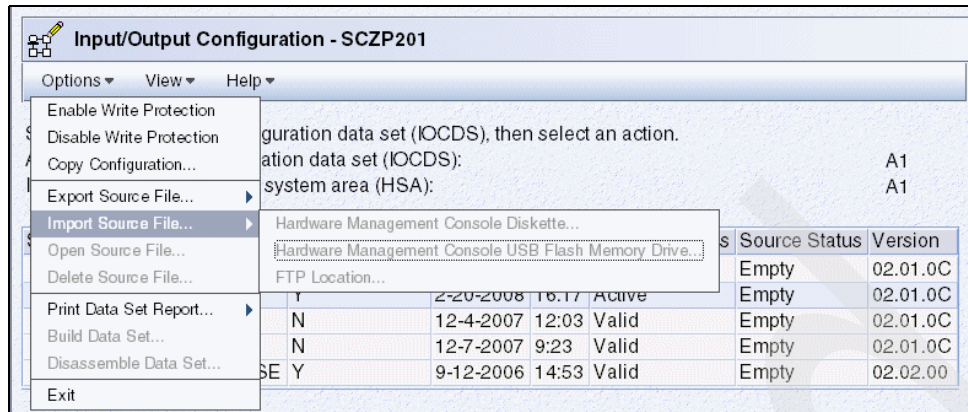 Input/Output Configuration - SCZP201
Options View Help
Enable Write Protection
Disable Write Protection
Copy Configuration...
Export Source File...
Import Source File...
Open Source File...
Delete Source File...
Print Data Set Report...
Build Data Set...
Disassemble Data Set...
Exit
guration data set (IOCDS), then select an action.
ation data set (IOCDS): A1
system area (HSA): A1
Hardware Management Console Diskette...
Hardware Management Console USB Flash Memory Drive...
FTP Location...
s Source Status Version
Empty 02.01.0C
Y 2-20-2008 16:17 Active Empty 02.01.0C
N 12-4-2007 12:03 Valid Empty 02.01.0C
N 12-7-2007 9:23 Valid Empty 02.01.0C
SE Y 9-12-2006 14:53 Valid Empty 02.02.00